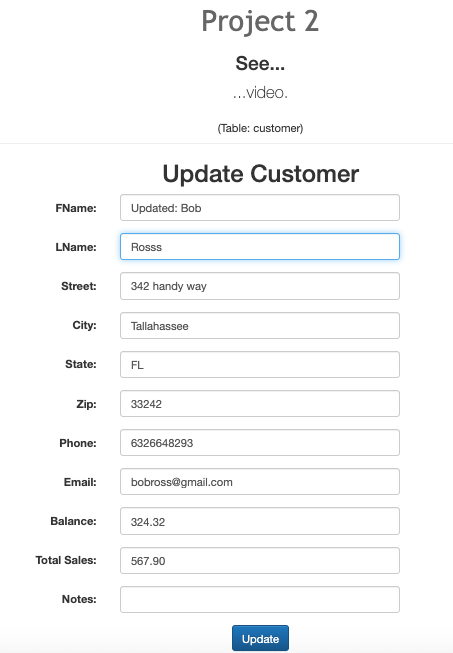 Project 2
See...
...video.
(Table: customer)
Update Customer
FName: Updated: Bob
LName: Rosss
Street: 342 handy way
City: Tallahassee
State: FL
Zip: 33242
Phone: 6326648293
Email: bobross@gmail.com
Balance: 324.32
Total Sales: 567.90
Notes:
Update